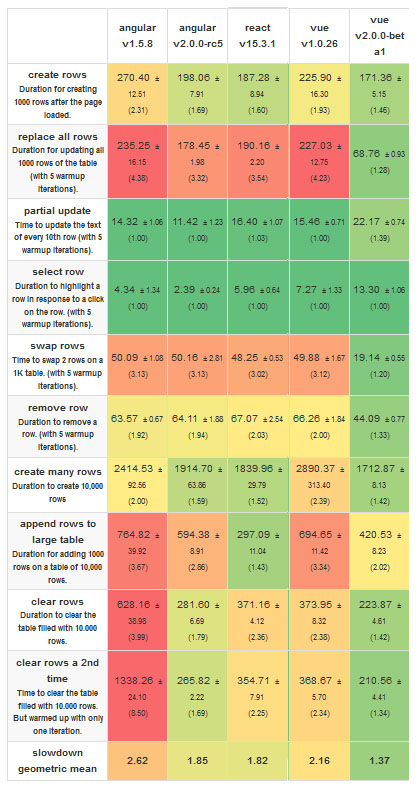 angular v1.5.8
angular v2.0.0-rc5
react v15.3.1
vue v1.0.26
vue v2.0.0-bet a1
create rows
Duration for creating
1000 rows after the page
loaded.
270.40 ± 12.51 (2.31)
198.06 ± 7.91 (1.69)
187.28 ± 8.94 (1.60)
225.90 ± 16.30 (1.93)
171.36 ± 5.15 (1.46)
replace all rows
Duration for updating all
1000 rows of the table
(with 5 warmup
iterations).
235.25 ± 16.15 (4.38)
178.45 ± 1.98 (3.32)
190.16 ± 2.20 (3.54)
227.03 ± 12.75 (4.23)
68.76 ± 0.93 (1.28)
partial update
Time to update the text
of every 10th row (with 5
warmup iterations).
14.32 ± 1.06 (1.00)
11.42 ± 1.23 (1.00)
16.40 ± 1.07 (1.03)
15.46 ± 0.71 (1.00)
22.17 ± 0.74 (1.39)
select row
Duration to highlight a
row in response to a click
on the row. (with 5
warmup iterations).
4.34 ± 1.34 (1.00)
2.39 ± 0.24 (1.00)
5.96 ± 0.64 (1.00)
7.27 ± 1.33 (1.00)
13.30 ± 1.06 (1.00)
swap rows
Time to swap 2 rows on a
1K table. (with 5 warmup
iterations).
50.09 ± 1.08 (3.13)
50.16 ± 2.81 (3.13)
48.25 ± 0.53 (3.02)
49.88 ± 1.67 (3.12)
19.14 ± 0.55 (1.20)
remove row
Duration to remove a
row. (with 5 warmup
iterations).
63.57 ± 0.67 (1.92)
64.11 ± 1.88 (1.94)
67.07 ± 2.54 (2.03)
66.26 ± 1.84 (2.00)
44.09 ± 0.77 (1.33)
create many rows
Duration to create 10,000
rows
2414.53 ± 92.56 (2.00)
1914.70 ± 63.86 (1.59)
1839.96 ± 29.79 (1.52)
2890.37 ± 313.40 (2.39)
1712.87 ± 8.13 (1.42)
append rows to
large table
Duration for adding 1000
rows on a table of 10,000
rows.
764.82 ± 39.92 (3.67)
594.38 ± 8.91 (2.86)
297.09 ± 11.04 (1.43)
694.65 ± 11.42 (3.34)
420.53 ± 8.23 (2.02)
clear rows
Duration to clear the
table filled with 10.000
rows.
628.16 ± 38.98 (3.99)
281.60 ± 6.69 (1.79)
371.16 ± 4.12 (2.36)
373.95 ± 8.32 (2.38)
223.87 ± 4.61 (1.42)
clear rows a 2nd
time
Time to clear the table
filled with 10.000 rows.
But warmed up with only
one iteration.
1338.26 ± 24.10 (8.50)
265.82 ± 2.22 (1.69)
354.71 ± 7.91 (2.25)
368.67 ± 5.70 (2.34)
210.56 ± 4.41 (1.34)
slowdown
geometric mean
2.62
1.85
1.82
2.16
1.37